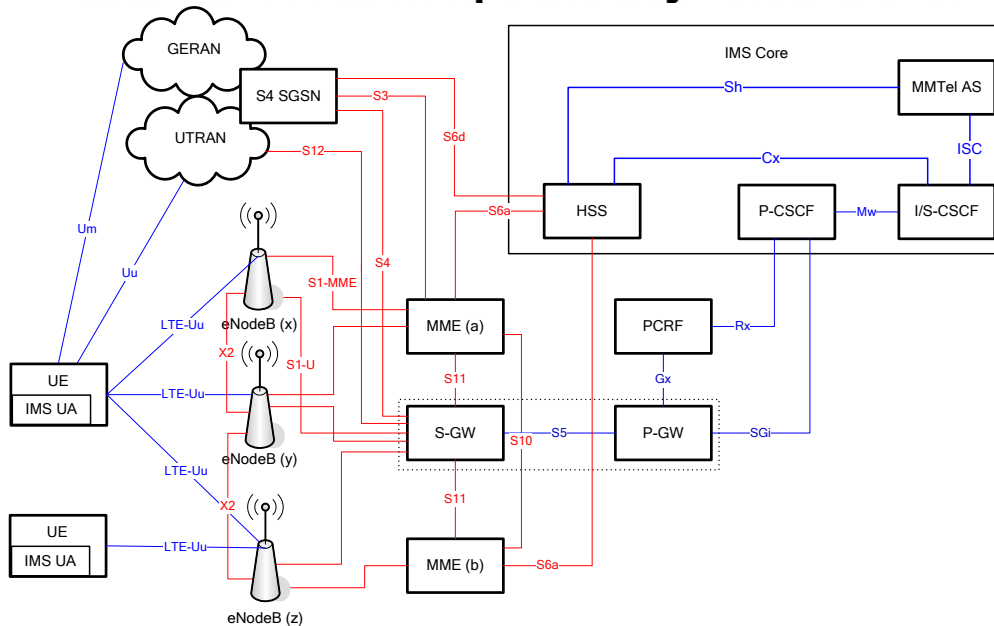 GERAN
IMS Core
S4 SGSN
S3
Sh
MMTel AS
UTRAN
S6d
S12
Cx
ISC
S6a
HSS
P-CSCF
Mw
I/S-CSCF
Um
Uu
S4
S1-MME
eNodeB (x)
LTE-Uu
MME (a)
PCRF
Rx
X2
S1-U
UE
IMS UA
LTE-Uu
S11
Gx
eNodeB (y)
S-GW
S5
P-GW
SGi
S10
LTE-Uu
X2
S11
UE
IMS UA
LTE-Uu
MME (b)
S6a
eNodeB (z)